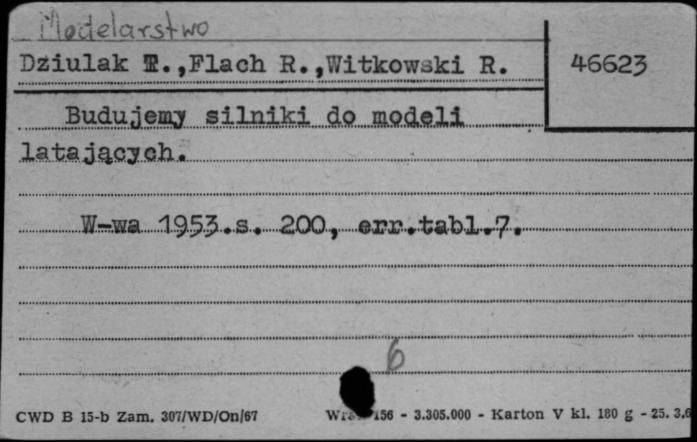 Modelarstwo
Dziulak T.,Flach R.,Witkowski R.
46623
Budujemy silniki do modeli
latających.
W-wa 1953.s. 200, err.tabl.7.
6
CWD B 15-b Zam. 307/WD/On/67
156 - 3.305.000 - Karton V kl. 180 g - 25. 3.6